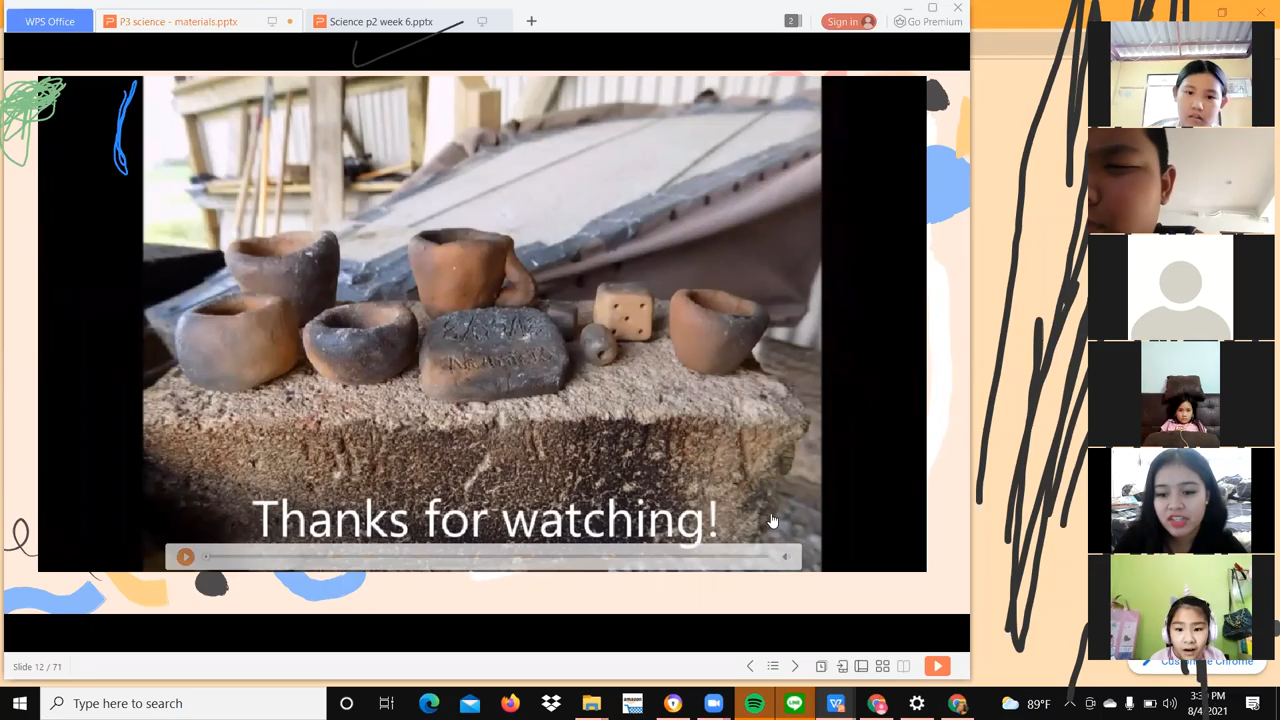 WPS Office
P3 science - materials.pptx
Science p2 week 6.pptx
2
Sign in
Go Premium
Thanks for watching!
Slide 12 / 71
Type here to search
89°F
8/4/2021